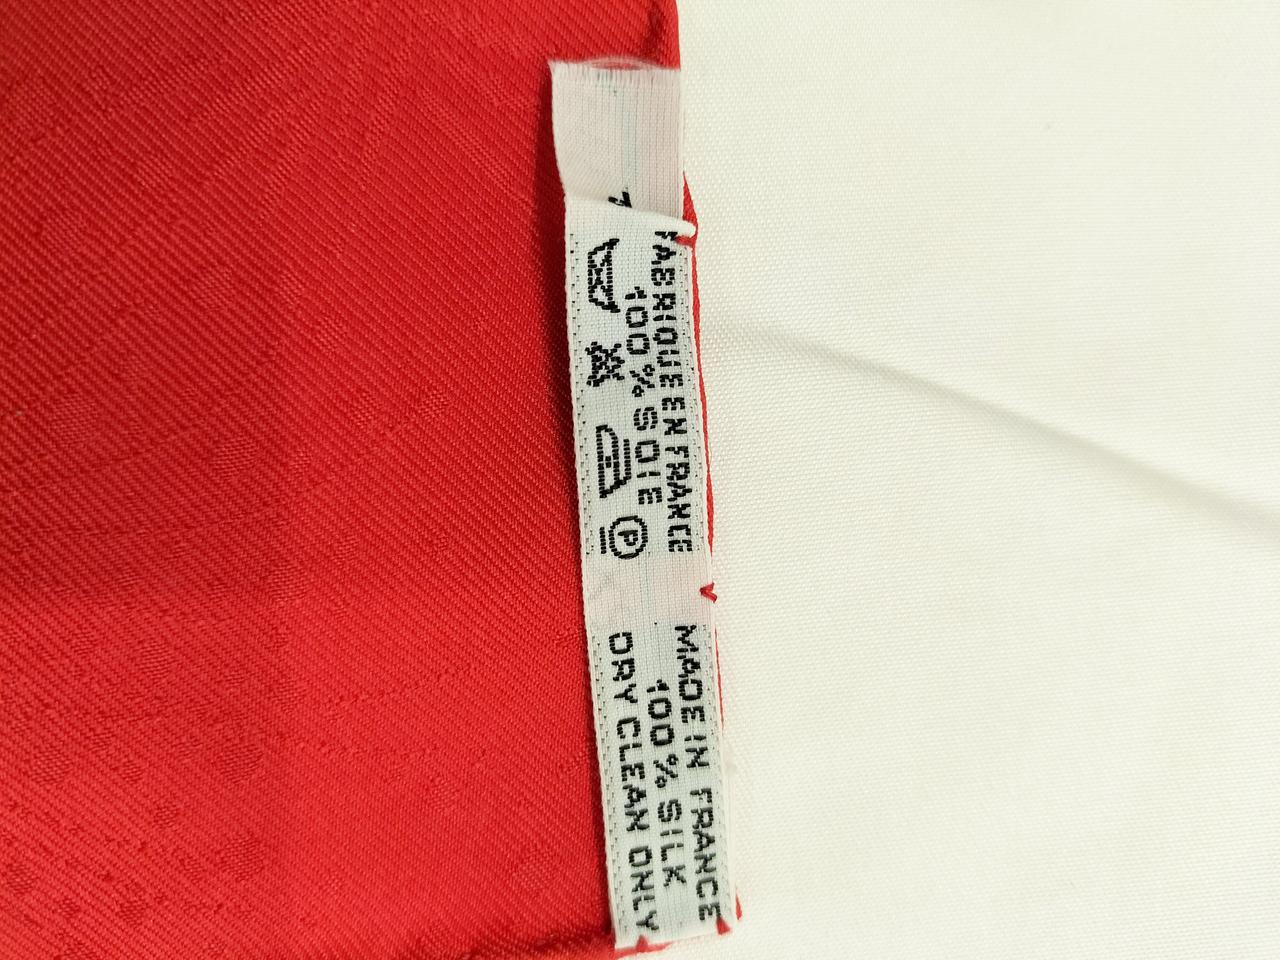 FABRIQUE EN FRANCE
100 % SOIE
P
MADE IN FRANCE
100 % SILK
DRY CLEAN ONLY